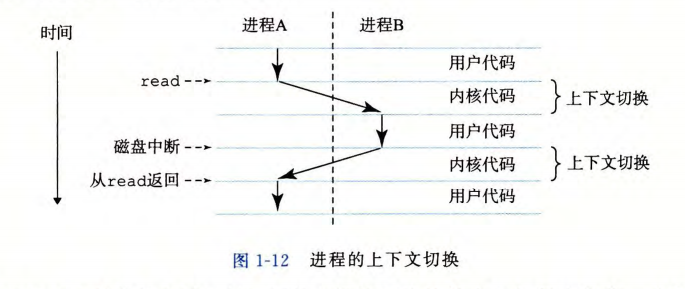 进程A 进程B
时间
用户代码
read
内核代码 上下文切换
用户代码
磁盘中断
内核代码 上下文切换
从read返回
用户代码
图 1-12 进程的上下文切换